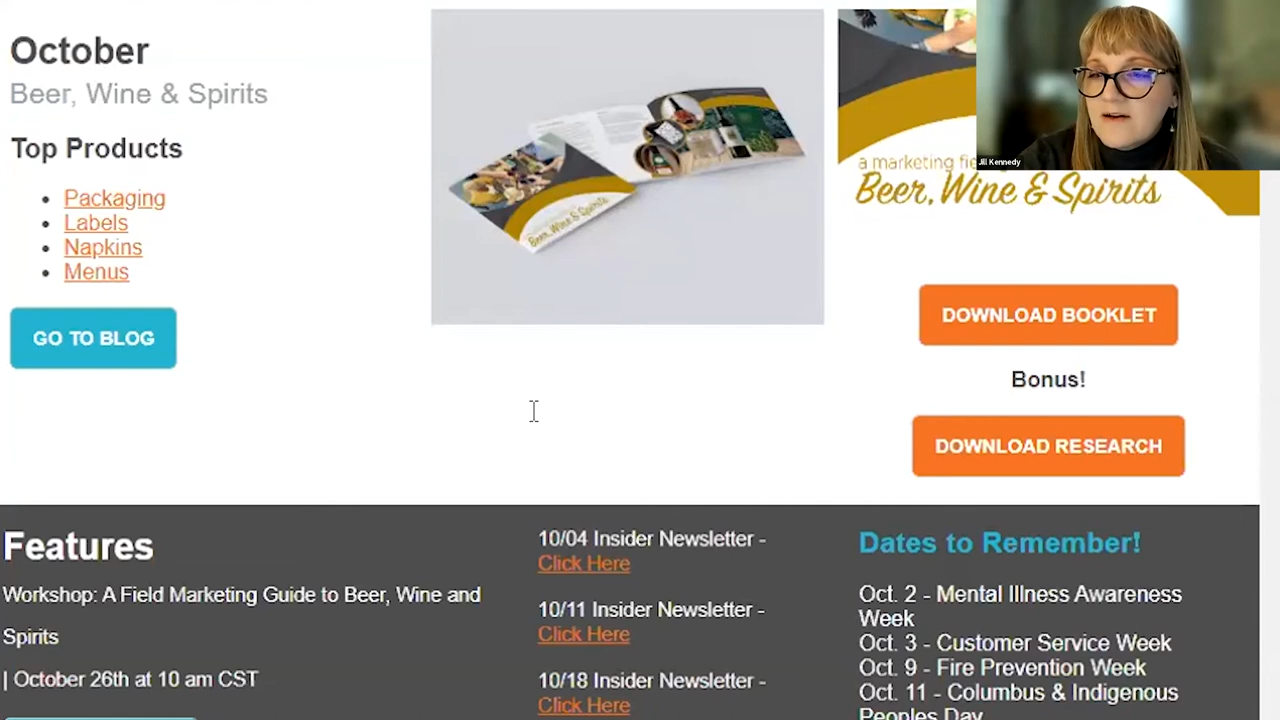 October
Beer, Wine & Spirits
Top Products
Packaging
Labels
Napkins
Menus
GO TO BLOG
Beer, Wine & Spirits
a marketing
Beer, Wine & Spirits
Jill Kennedy
DOWNLOAD BOOKLET
Bonus!
DOWNLOAD RESEARCH
Features
Workshop: A Field Marketing Guide to Beer, Wine and
Spirits
| October 26th at 10 am CST
10/04 Insider Newsletter -
Click Here
10/11 Insider Newsletter -
Click Here
10/18 Insider Newsletter -
Click Here
Dates to Remember!
Oct. 2 - Mental Illness Awareness
Week
Oct. 3 - Customer Service Week
Oct. 9 - Fire Prevention Week
Oct. 11 - Columbus & Indigenous
Peoples Day